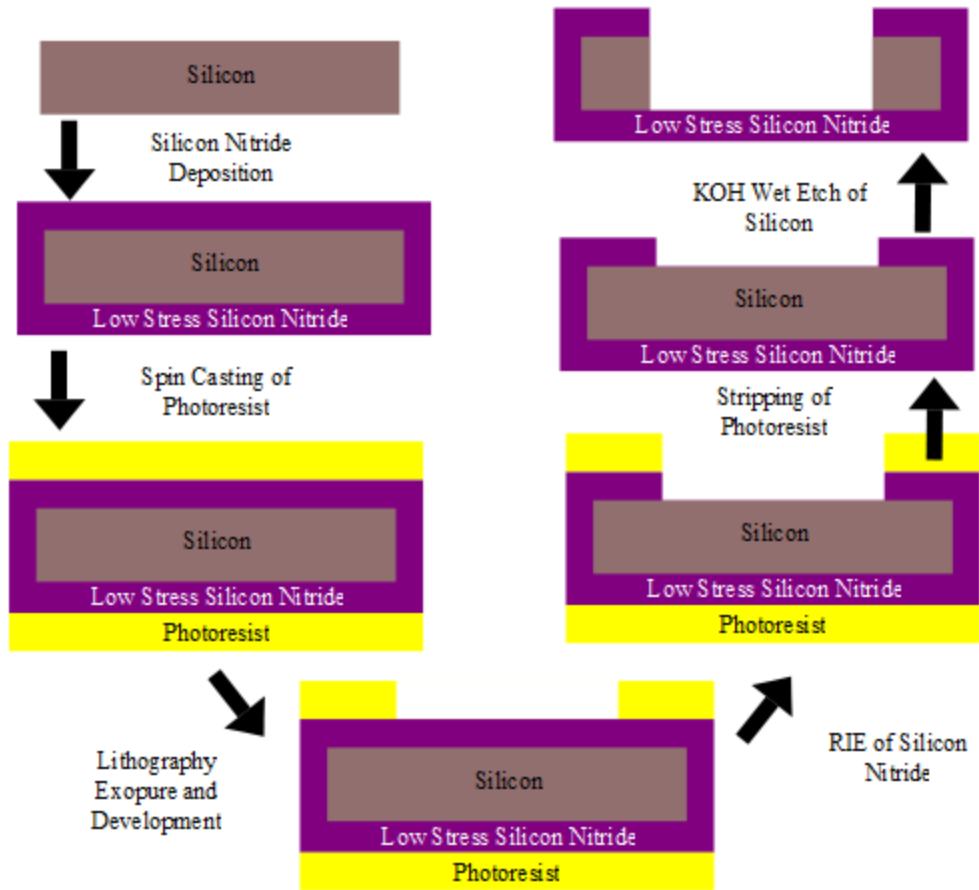 Silicon
Silicon Nitride
Deposition
Silicon
Low Stress Silicon Nitride
Spin Casting of
Photoresist
Silicon
Low Stress Silicon Nitride
Photoresist
Lithography
Exopure and
Development
Silicon
Low Stress Silicon Nitride
Photoresist
RIE of Silicon
Nitride
Silicon
Low Stress Silicon Nitride
Photoresist
Stripping of
Photoresist
Silicon
Low Stress Silicon Nitride
KOH Wet Etch of
Silicon
Low Stress Silicon Nitride